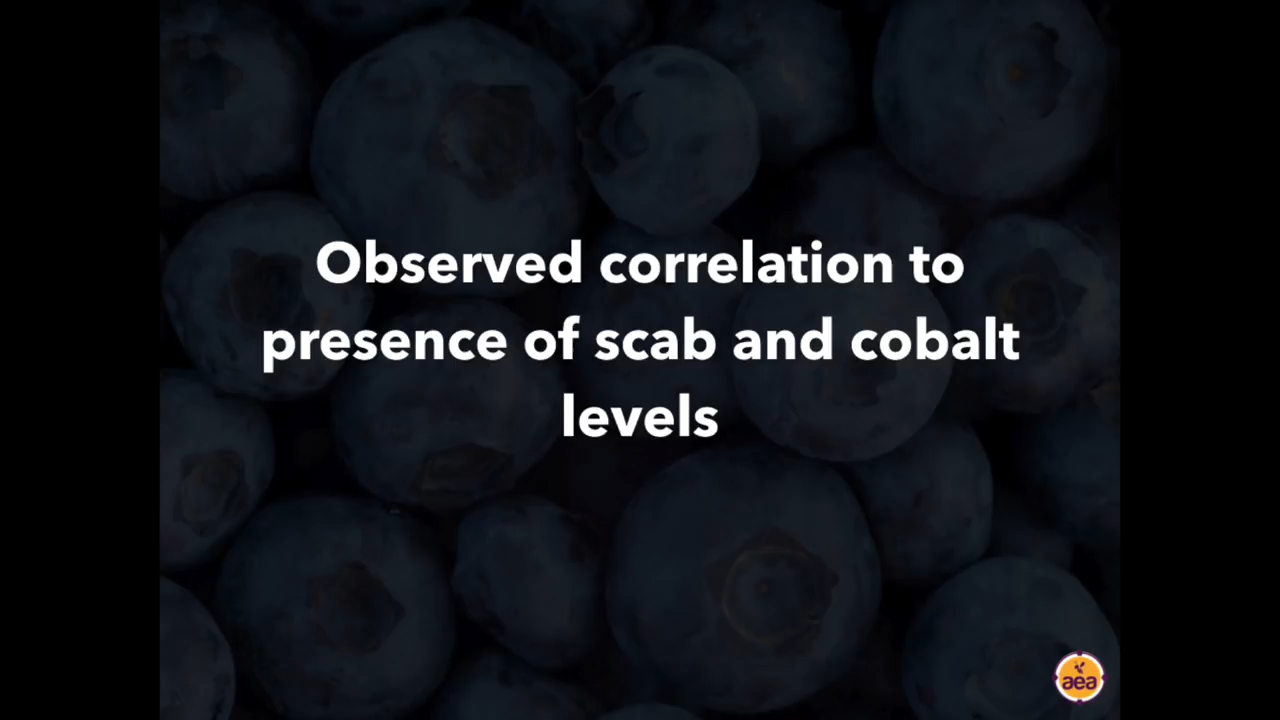 Observed correlation to
presence of scab and cobalt
levels
aea